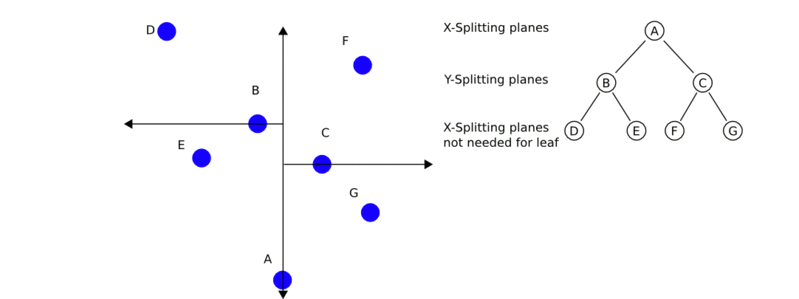 D
F
B
C
E
G
A
X-Splitting planes
Y-Splitting planes
X-Splitting planes
not needed for leaf
A
B
C
D
E
F
G